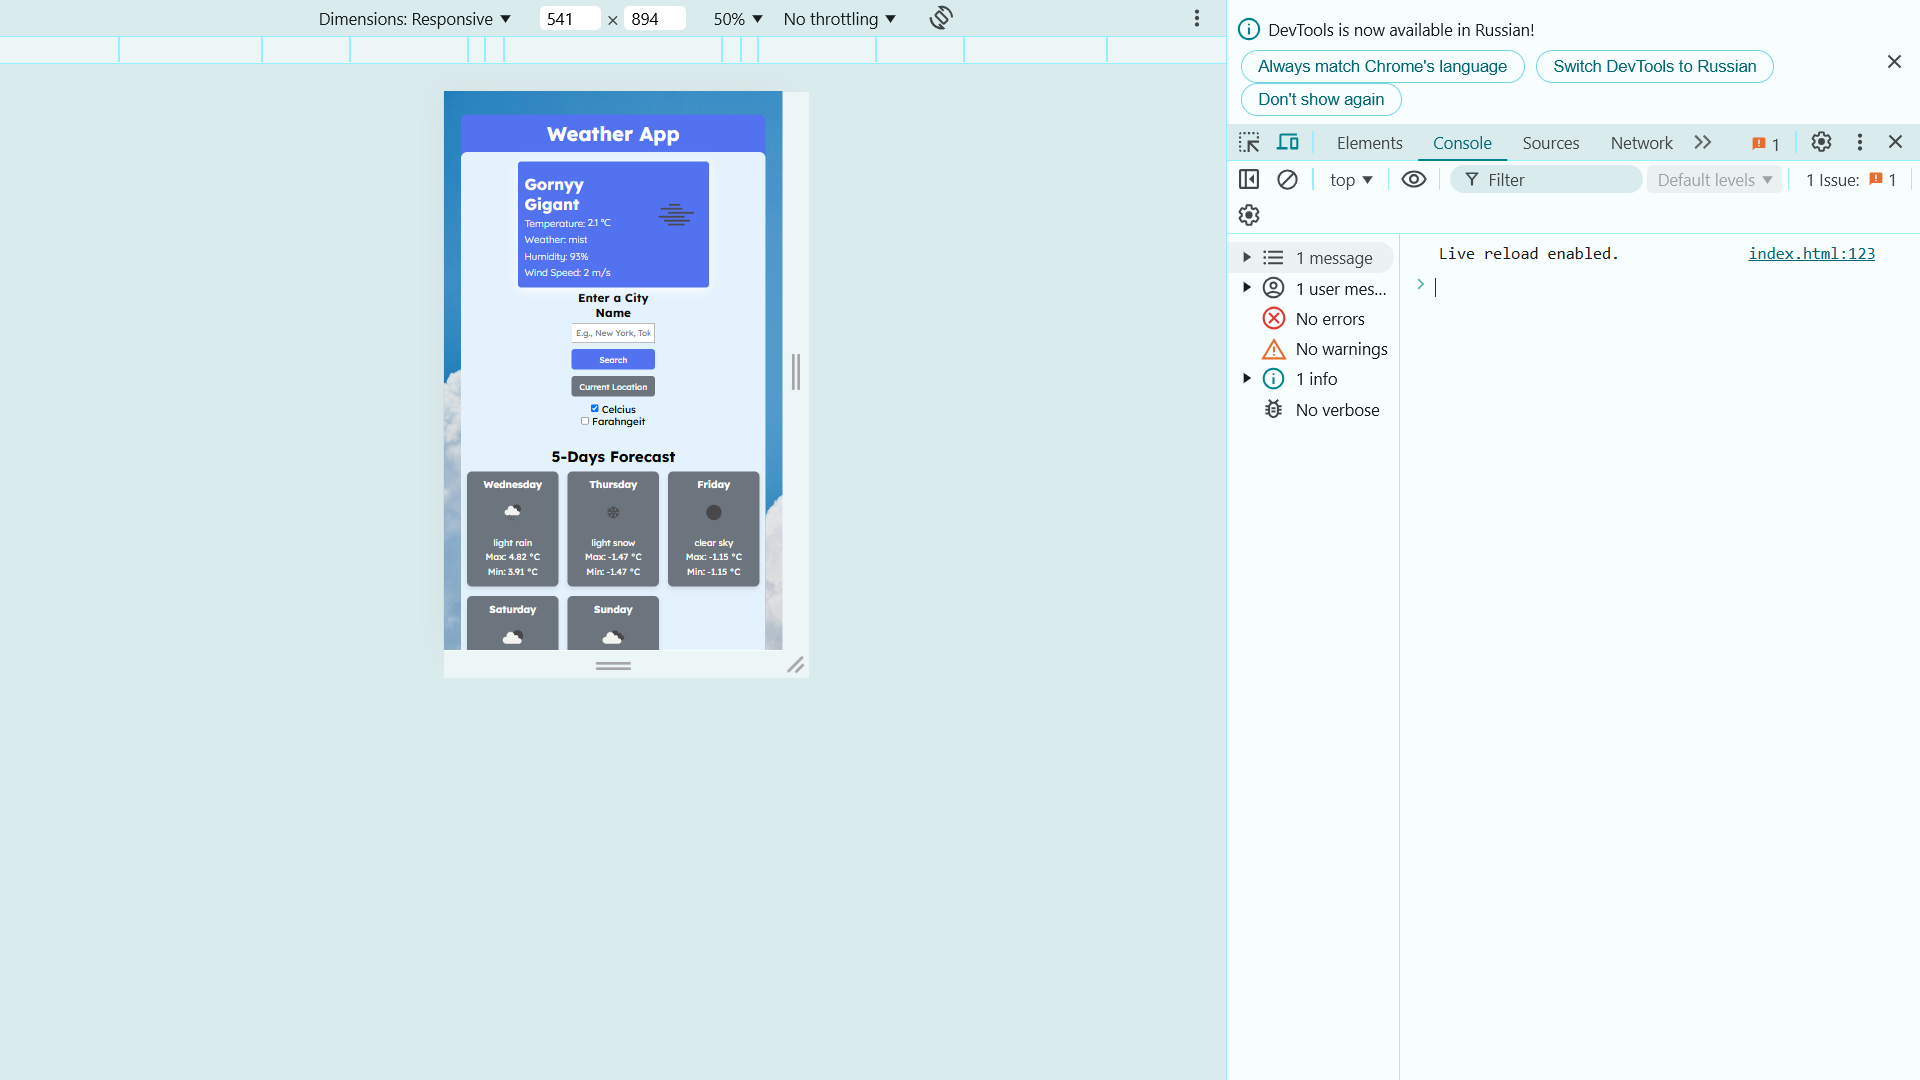 Dimensions: Responsive ▼ 541 × 894 50% ▼ No throttling ▼
DevTools is now available in Russian!
Always match Chrome's language
Switch DevTools to Russian
Don't show again
Elements Console Sources Network 1
top ▼ Filter Default levels ▼ 1 Issue: 1
1 message
1 user mes...
No errors
No warnings
1 info
No verbose
Live reload enabled. index.html:123
Weather App
Gornyy
Gigant
Temperature: 2.1 °C
Weather: mist
Humidity: 93%
Wind Speed: 2 m/s
Enter a City
Name
E.g., New York, Tok
Search
Current Location
Celcius
Farahngeit
5-Days Forecast
Wednesday
light rain
Max: 4.82 °C
Min: 3.91 °C
Thursday
light snow
Max: -1.47 °C
Min: -1.47 °C
Friday
clear sky
Max: -1.15 °C
Min: -1.15 °C
Saturday
Sunday